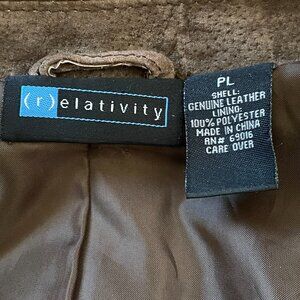 (r)elativity
PL
SHELL:
GENUINE LEATHER
LINING:
100% POLYESTER
MADE IN CHINA
RN# 69016
CARE OVER